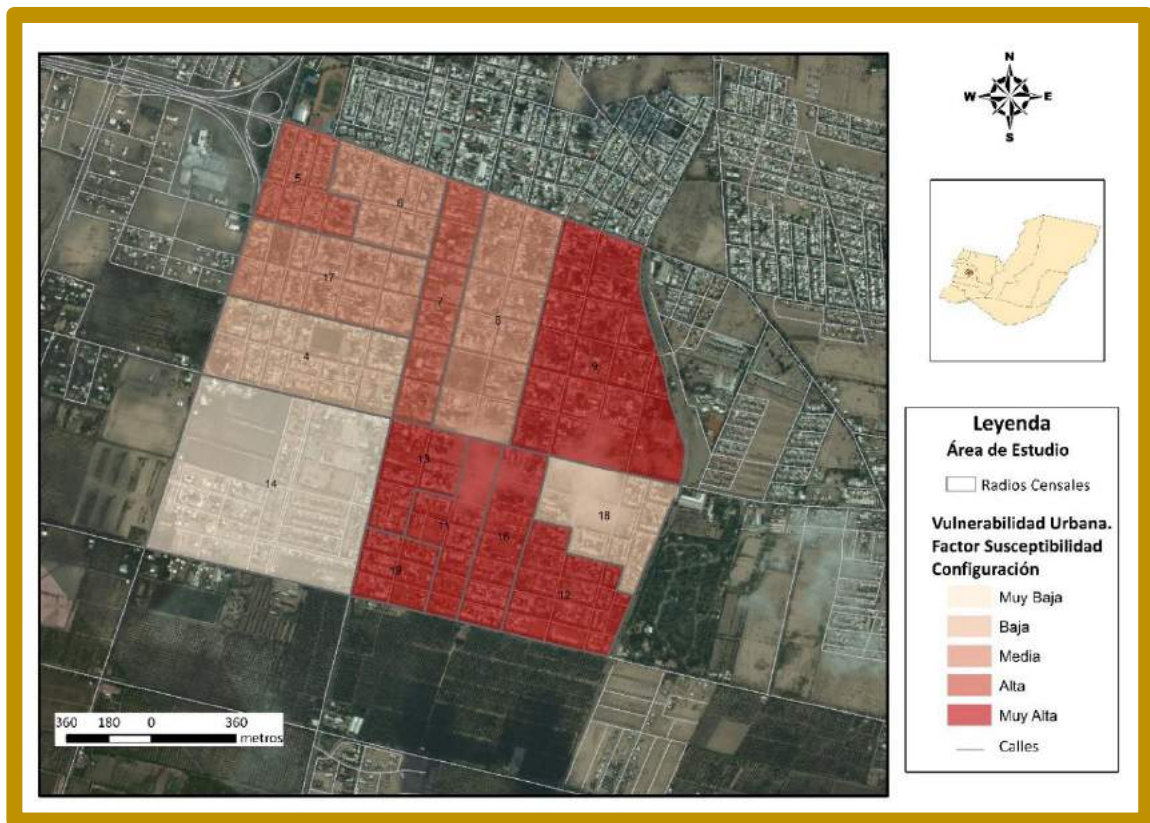 N
W E
S
5
6
17
7
8
9
4
13
14
18
11
16
19
12
Leyenda
Área de Estudio
Radios Censales
Vulnerabilidad Urbana.
Factor Susceptibilidad
Configuración
Muy Baja
Baja
Media
Alta
Muy Alta
Calles
360 180 0 360
metros